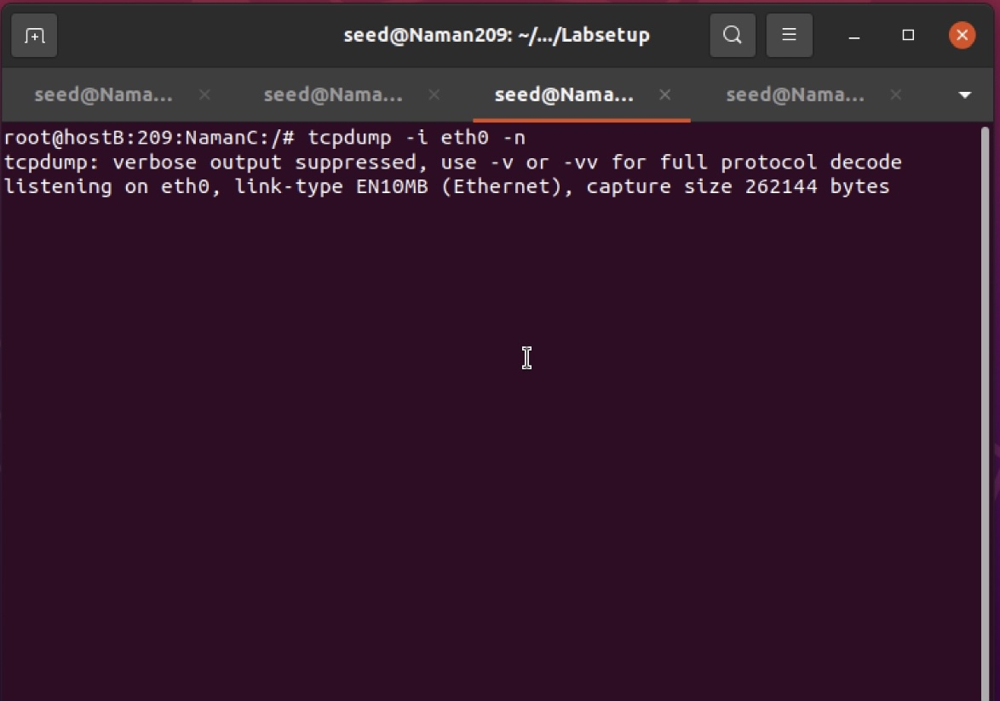 seed@Naman209: ~/.../Labsetup
seed@Nama... seed@Nama... seed@Nama... seed@Nama...
root@hostB:209:NamanC:/# tcpdump -i eth0 -n
tcpdump: verbose output suppressed, use -v or -vv for full protocol decode
listening on eth0, link-type EN10MB (Ethernet), capture size 262144 bytes